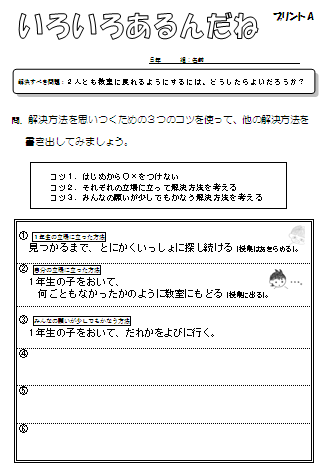 いろいろあるんだね
プリントA
5年　　組：名前
解決すべき問題：２人とも教室に戻れるようにするには、どうしたらよいだろうか？
問．解決方法を思いつくための３つのコツを使って、他の解決方法を
書き出してみましょう。
コツ１．はじめから○×をつけない
コツ２．それぞれの立場に立って解決方法を考える
コツ３．みんなの願いが少しでもかなう解決方法を考える
① １年生の立場に立った方法
見つかるまで、とにかくいっしょに探し続ける（授業はあきらめる）。
② 自分の立場に立った方法
１年生の子をおいて、
何ごともなかったかのように教室にもどる（授業に出る）。
③ みんなの願いが少しでもかなう方法
１年生の子をおいて、だれかをよびに行く。
④
⑤
⑥